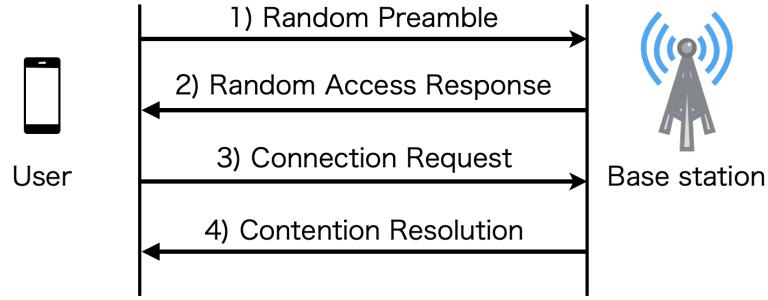 1) Random Preamble
2) Random Access Response
3) Connection Request
User
Base station
4) Contention Resolution